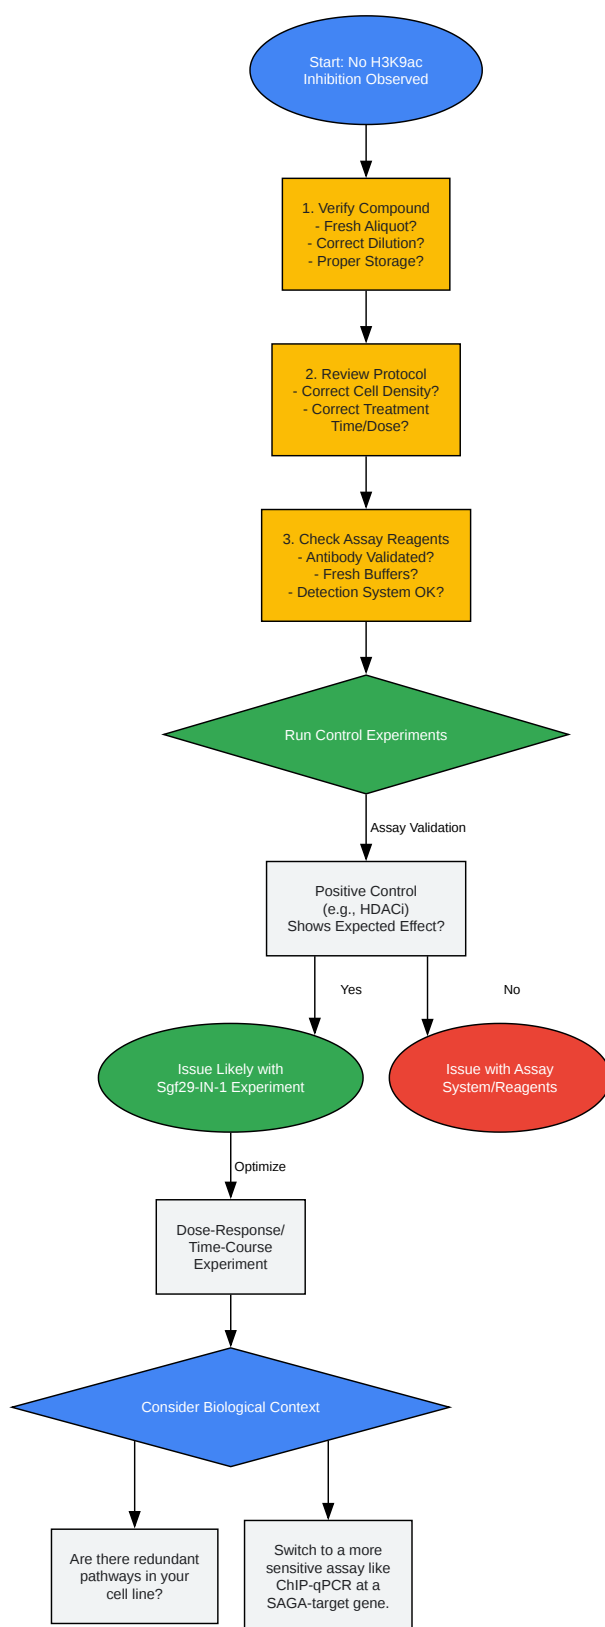 Start: No H3K9ac
Inhibition Observed
1. Verify Compound
- Fresh Aliquot?
- Correct Dilution?
- Proper Storage?
2. Review Protocol
- Correct Cell Density?
- Correct Treatment
Time/Dose?
3. Check Assay Reagents
- Antibody Validated?
- Fresh Buffers?
- Detection System OK?
Run Control Experiments
Assay Validation
Positive Control
(e.g., HDACi)
Shows Expected Effect?
Yes
No
Issue Likely with
Sgf29-IN-1 Experiment
Issue with Assay
System/Reagents
Optimize
Dose-Response/
Time-Course
Experiment
Consider Biological Context
Are there redundant
pathways in your
cell line?
Switch to a more
sensitive assay like
ChIP-qPCR at a
SAGA-target gene.